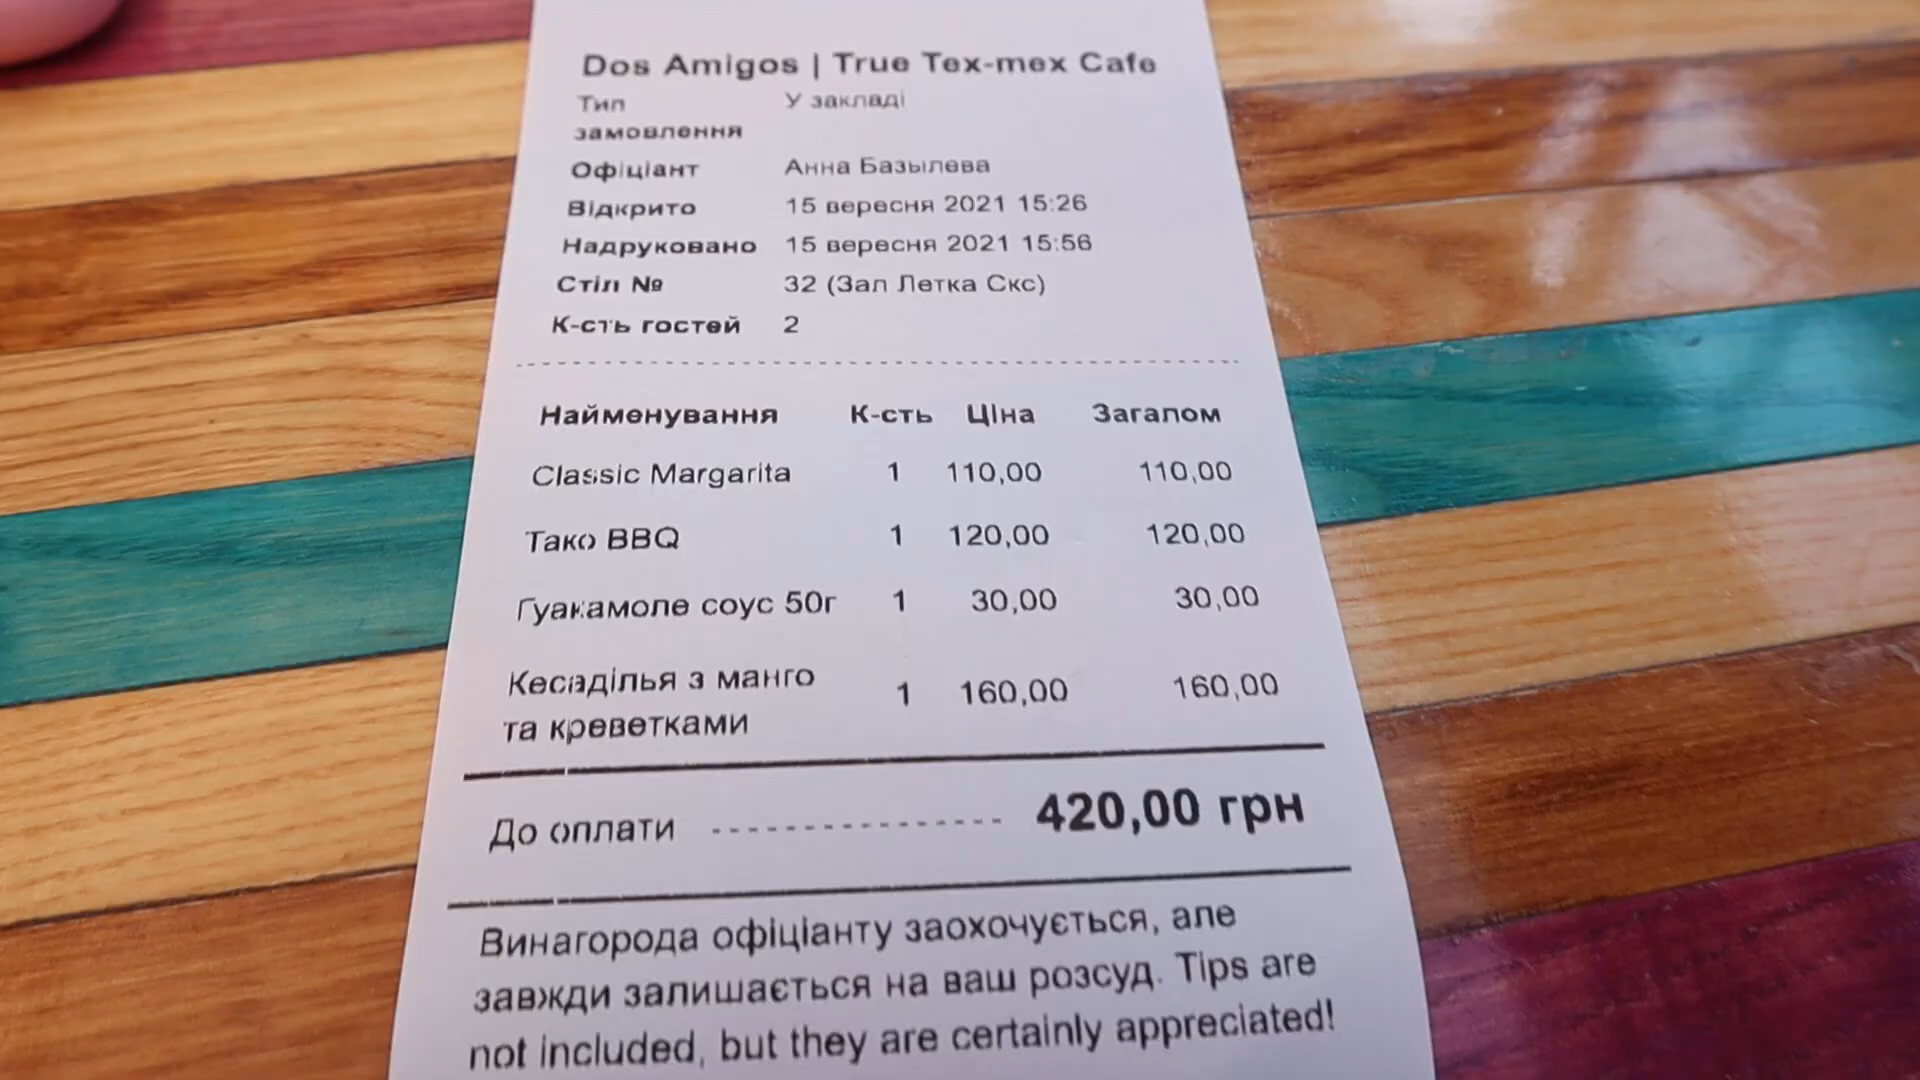 Dos Amigos | True Tex-mex Cafe
Тип замовлення У закладі
Офіціант Анна Базылева
Відкрито 15 вересня 2021 15:26
Надруковано 15 вересня 2021 15:56
Стіл № 32 (Зал Летка Скс)
К-сть гостей 2
Найменування К-сть Ціна Загалом
Classic Margarita 1 110,00 110,00
Тако BBQ 1 120,00 120,00
Гуакамоле соус 50г 1 30,00 30,00
Кесаділья з манго 1 160,00 160,00
та креветками
До оплати 420,00 грн
Винагорода офіціанту заохочується, але
завжди залишається на ваш розсуд. Tips are
not included, but they are certainly appreciated!